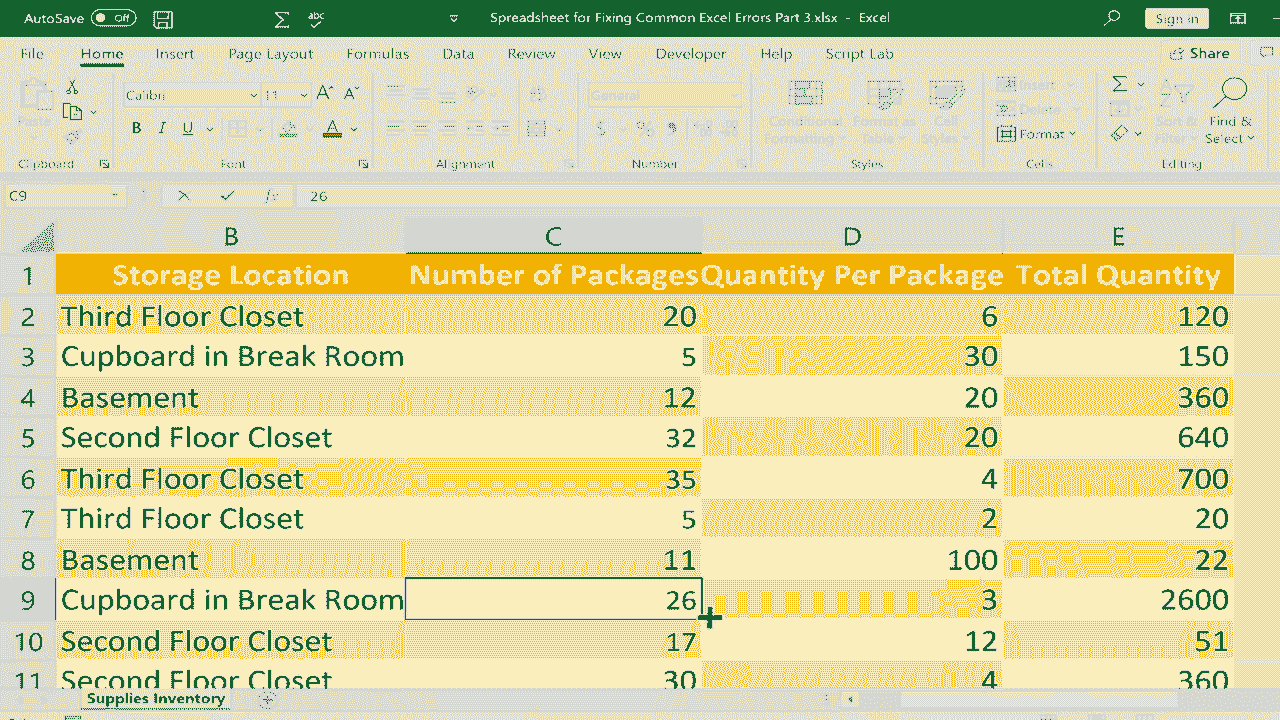 AutoSave Off abc Spreadsheet for Fixing Common Excel Errors Part .xlsx - Excel Sign in
File Home Insert Page Layout Formulas Data Review View Developer Help Script Lab Share
Paste Calibri 11 A A General Conditional Formatting Format as Table Cell Styles Insert
B I U A $ % Delete
Format Sort & Filter Find & Select
Clipboard Font Alignment Number Styles Cells Editing
C9 fx 26
B C D E
1 Storage Location Number of Packages Quantity Per Package Total Quantity
2 Third Floor Closet 20 6 120
3 Cupboard in Break Room 5 30 150
4 Basement 12 20 360
5 Second Floor Closet 32 20 640
6 Third Floor Closet 35 4 700
7 Third Floor Closet 5 2 20
8 Basement 11 100 22
9 Cupboard in Break Room 26 3 2600
10 Second Floor Closet 17 12 51
11 Second Floor Closet 30 4 360
Supplies Inventory